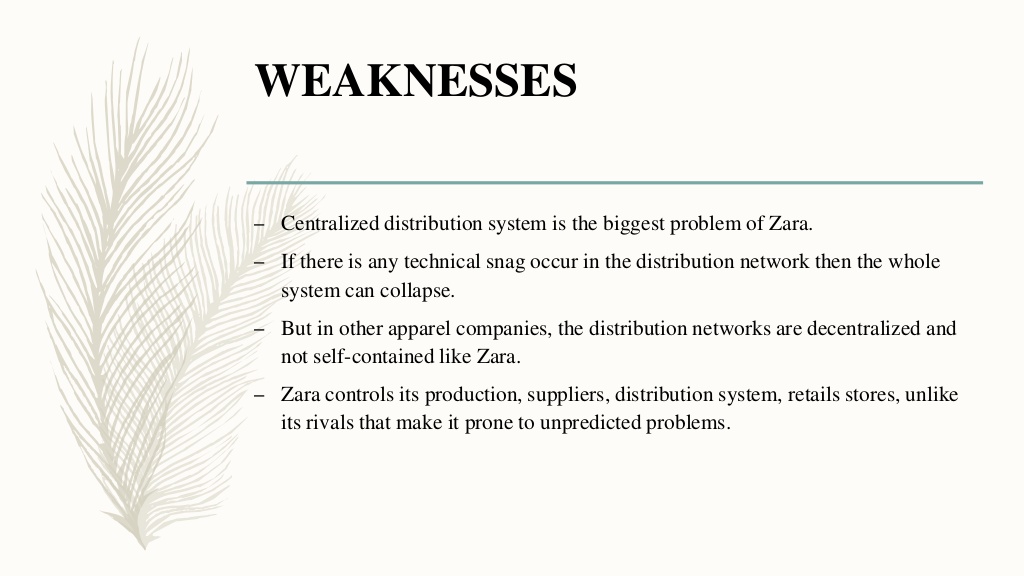 WEAKNESSES
– Centralized distribution system is the biggest problem of Zara.
– If there is any technical snag occur in the distribution network then the whole
system can collapse.
– But in other apparel companies, the distribution networks are decentralized and
not self-contained like Zara.
– Zara controls its production, suppliers, distribution system, retails stores, unlike
its rivals that make it prone to unpredicted problems.